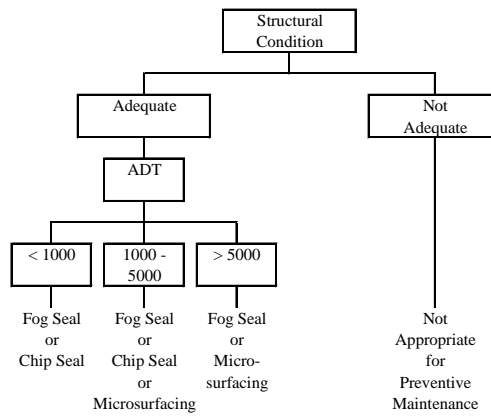 Structural
Condition
Adequate
Not
Adequate
ADT
< 1000
1000 -
5000
> 5000
Fog Seal
or
Chip Seal
Fog Seal
or
Chip Seal
or
Microsurfacing
Fog Seal
or
Micro-
surfacing
Not
Appropriate
for
Preventive
Maintenance